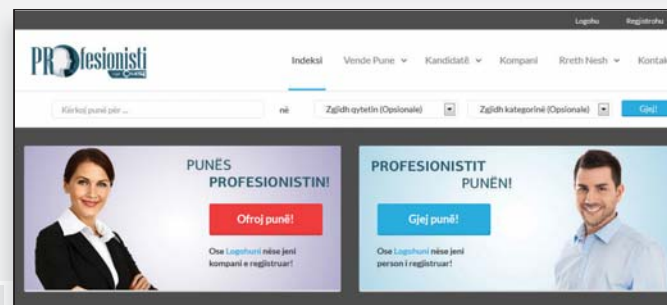 Logohu Regjistrohu
PROfesionisti
Indeksi Vende Pune Kandidatë Kompani Rreth Nesh Kontak
Kërkoj punë për ... në Zgjidh qytetin (Opsionale) Zgjidh kategorinë (Opsionale) Gjej!
PUNËS
PROFESIONISTIN!
Ofroj punë!
Ose Logohuni nëse jeni
kompani e regjistruar!
PROFESIONISTIT
PUNËN!
Gjej punë!
Ose Logohuni nëse jeni
person i regjistruar!